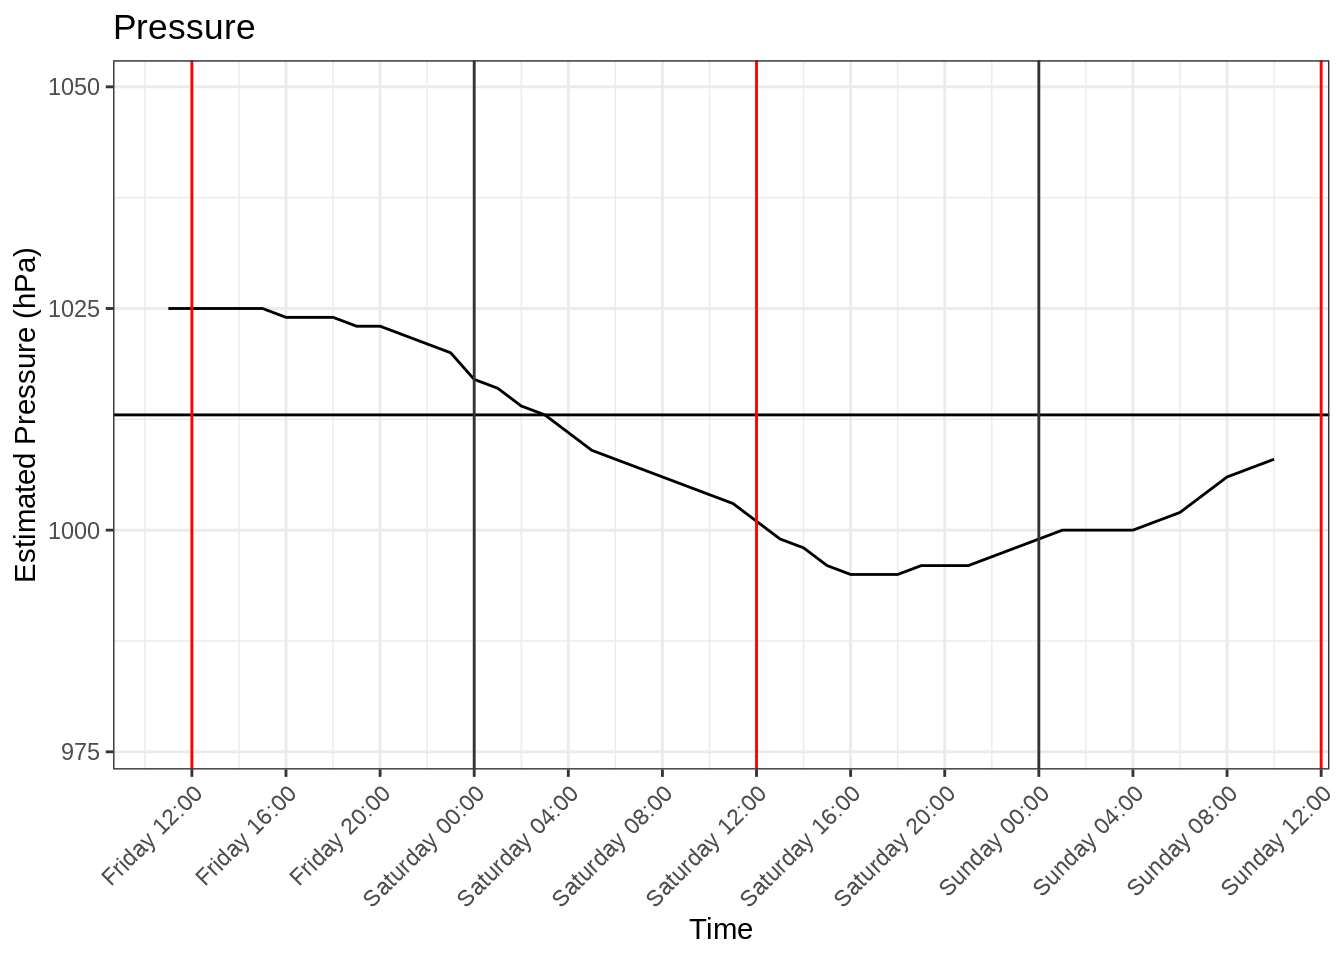 Pressure
Estimated Pressure (hPa)
1050
1025
1000
975
Friday 12:00
Friday 16:00
Friday 20:00
Saturday 00:00
Saturday 04:00
Saturday 08:00
Saturday 12:00
Saturday 16:00
Saturday 20:00
Sunday 00:00
Sunday 04:00
Sunday 08:00
Sunday 12:00
Time